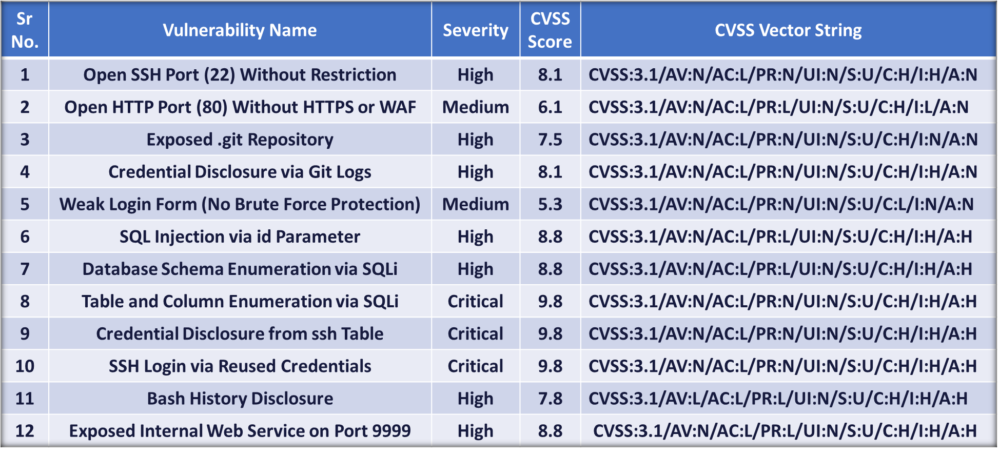 Sr No. Vulnerability Name Severity CVSS Score CVSS Vector String
1 Open SSH Port (22) Without Restriction High 8.1 CVSS:3.1/AV:N/AC:L/PR:N/UI:N/S:U/C:H/I:H/A:N
2 Open HTTP Port (80) Without HTTPS or WAF Medium 6.1 CVSS:3.1/AV:N/AC:L/PR:L/UI:N/S:U/C:H/I:L/A:N
3 Exposed .git Repository High 7.5 CVSS:3.1/AV:N/AC:L/PR:N/UI:N/S:U/C:H/I:N/A:N
4 Credential Disclosure via Git Logs High 8.1 CVSS:3.1/AV:N/AC:L/PR:N/UI:N/S:U/C:H/I:H/A:N
5 Weak Login Form (No Brute Force Protection) Medium 5.3 CVSS:3.1/AV:N/AC:L/PR:N/UI:N/S:U/C:L/I:N/A:N
6 SQL Injection via id Parameter High 8.8 CVSS:3.1/AV:N/AC:L/PR:L/UI:N/S:U/C:H/I:H/A:H
7 Database Schema Enumeration via SQLi High 8.8 CVSS:3.1/AV:N/AC:L/PR:L/UI:N/S:U/C:H/I:H/A:H
8 Table and Column Enumeration via SQLi Critical 9.8 CVSS:3.1/AV:N/AC:L/PR:N/UI:N/S:U/C:H/I:H/A:H
9 Credential Disclosure from ssh Table Critical 9.8 CVSS:3.1/AV:N/AC:L/PR:N/UI:N/S:U/C:H/I:H/A:H
10 SSH Login via Reused Credentials Critical 9.8 CVSS:3.1/AV:N/AC:L/PR:N/UI:N/S:U/C:H/I:H/A:H
11 Bash History Disclosure High 7.8 CVSS:3.1/AV:L/AC:L/PR:L/UI:N/S:U/C:H/I:H/A:H
12 Exposed Internal Web Service on Port 9999 High 8.8 CVSS:3.1/AV:N/AC:L/PR:L/UI:N/S:U/C:H/I:H/A:H